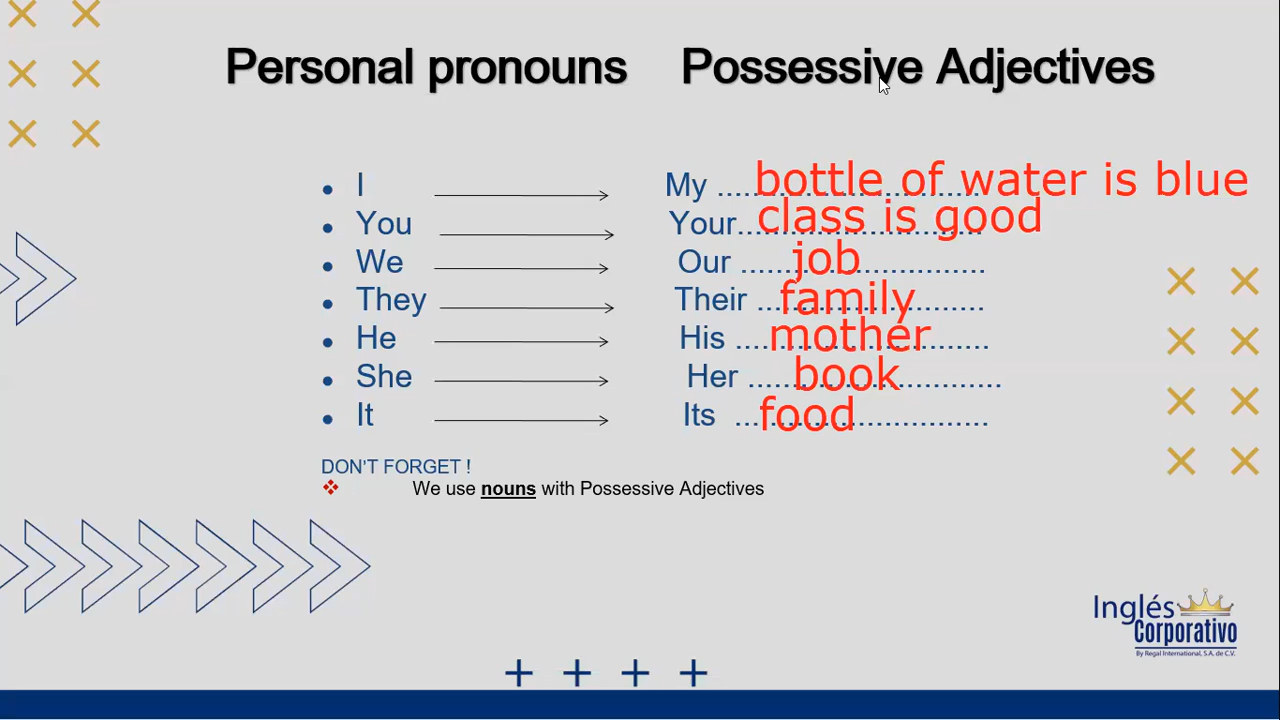 Personal pronouns Possessive Adjectives
• I My ....bottle of water is blue
• You Your..class is good
• We Our ....job..............
• They Their ..family.......
• He His ...mother......
• She Her ....book.........
• It Its ..food............
DON'T FORGET !
❖ We use nouns with Possessive Adjectives
Inglés
Corporativo
By Regal International, S.A. de C.V.